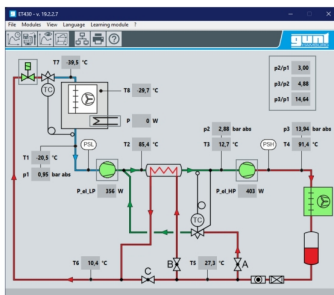 ET430 - v. 19.2.2.7
File Modules View Language Learning module ?
gunt
T7 -39,5 °C
p2/p1 3,00
p3/p2 4,88
p3/p1 14,64
TC
T8 -29,7 °C
P 0 W
T2 85,4 °C
p2 2,88 bar abs
p3 13,94 bar abs
T1 -20,5 °C
PSL
T3 12,7 °C
PSH
T4 91,4 °C
p1 0,95 bar abs
P_el_LP 356 W
P_el_HP 403 W
TC
T6 10,4 °C
C
B
T5 27,3 °C
A